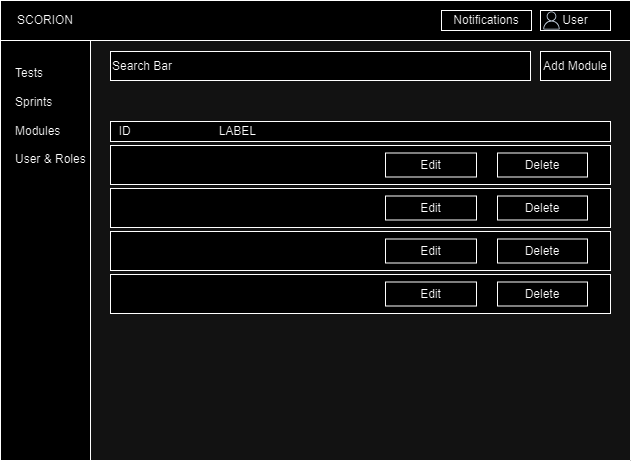 SCORION
Notifications
User
Tests
Sprints
Modules
User & Roles
Search Bar
Add Module
ID LABEL
Edit Delete
Edit Delete
Edit Delete
Edit Delete